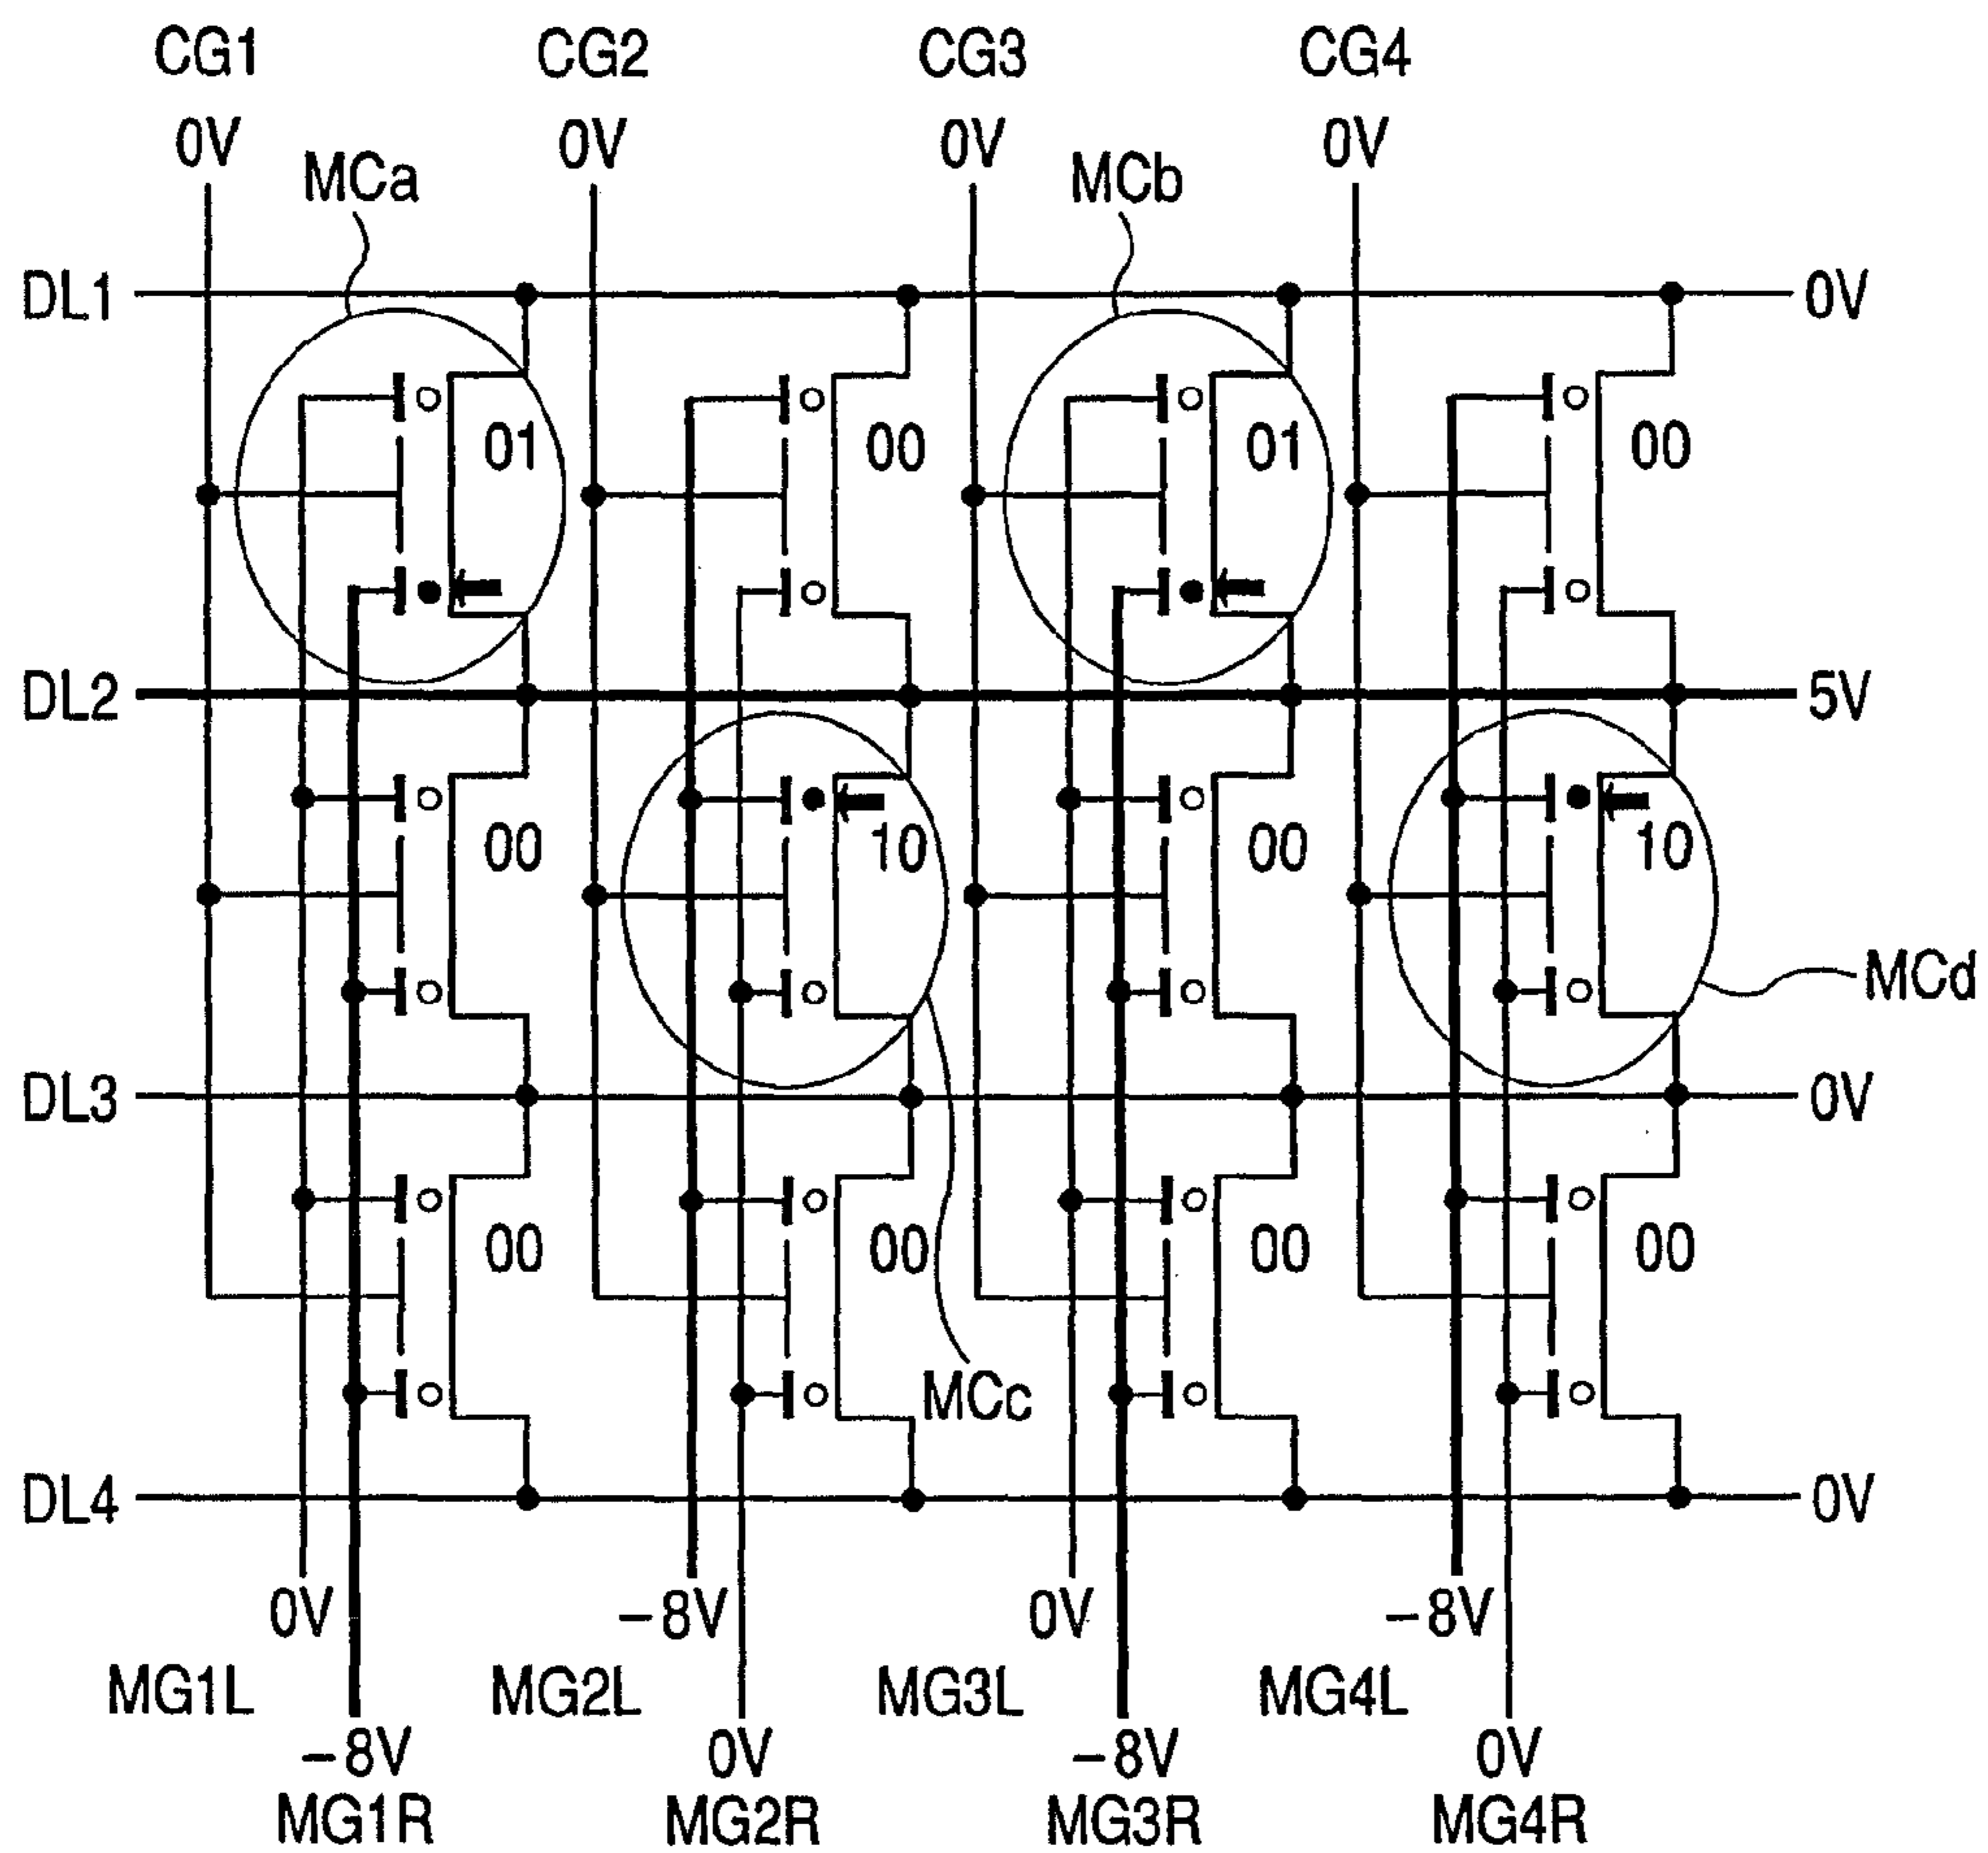 CG1 CG2 CG3 CG4
0V 0V 0V 0V
MCa MCb
DL1 0V
01 00 01 00
DL2 5V
00 10 00 10
MCd
DL3 0V
00 00 00 00
MCc
DL4 0V
0V -8V 0V -8V
MG1L MG2L MG3L MG4L
-8V 0V -8V 0V
MG1R MG2R MG3R MG4R